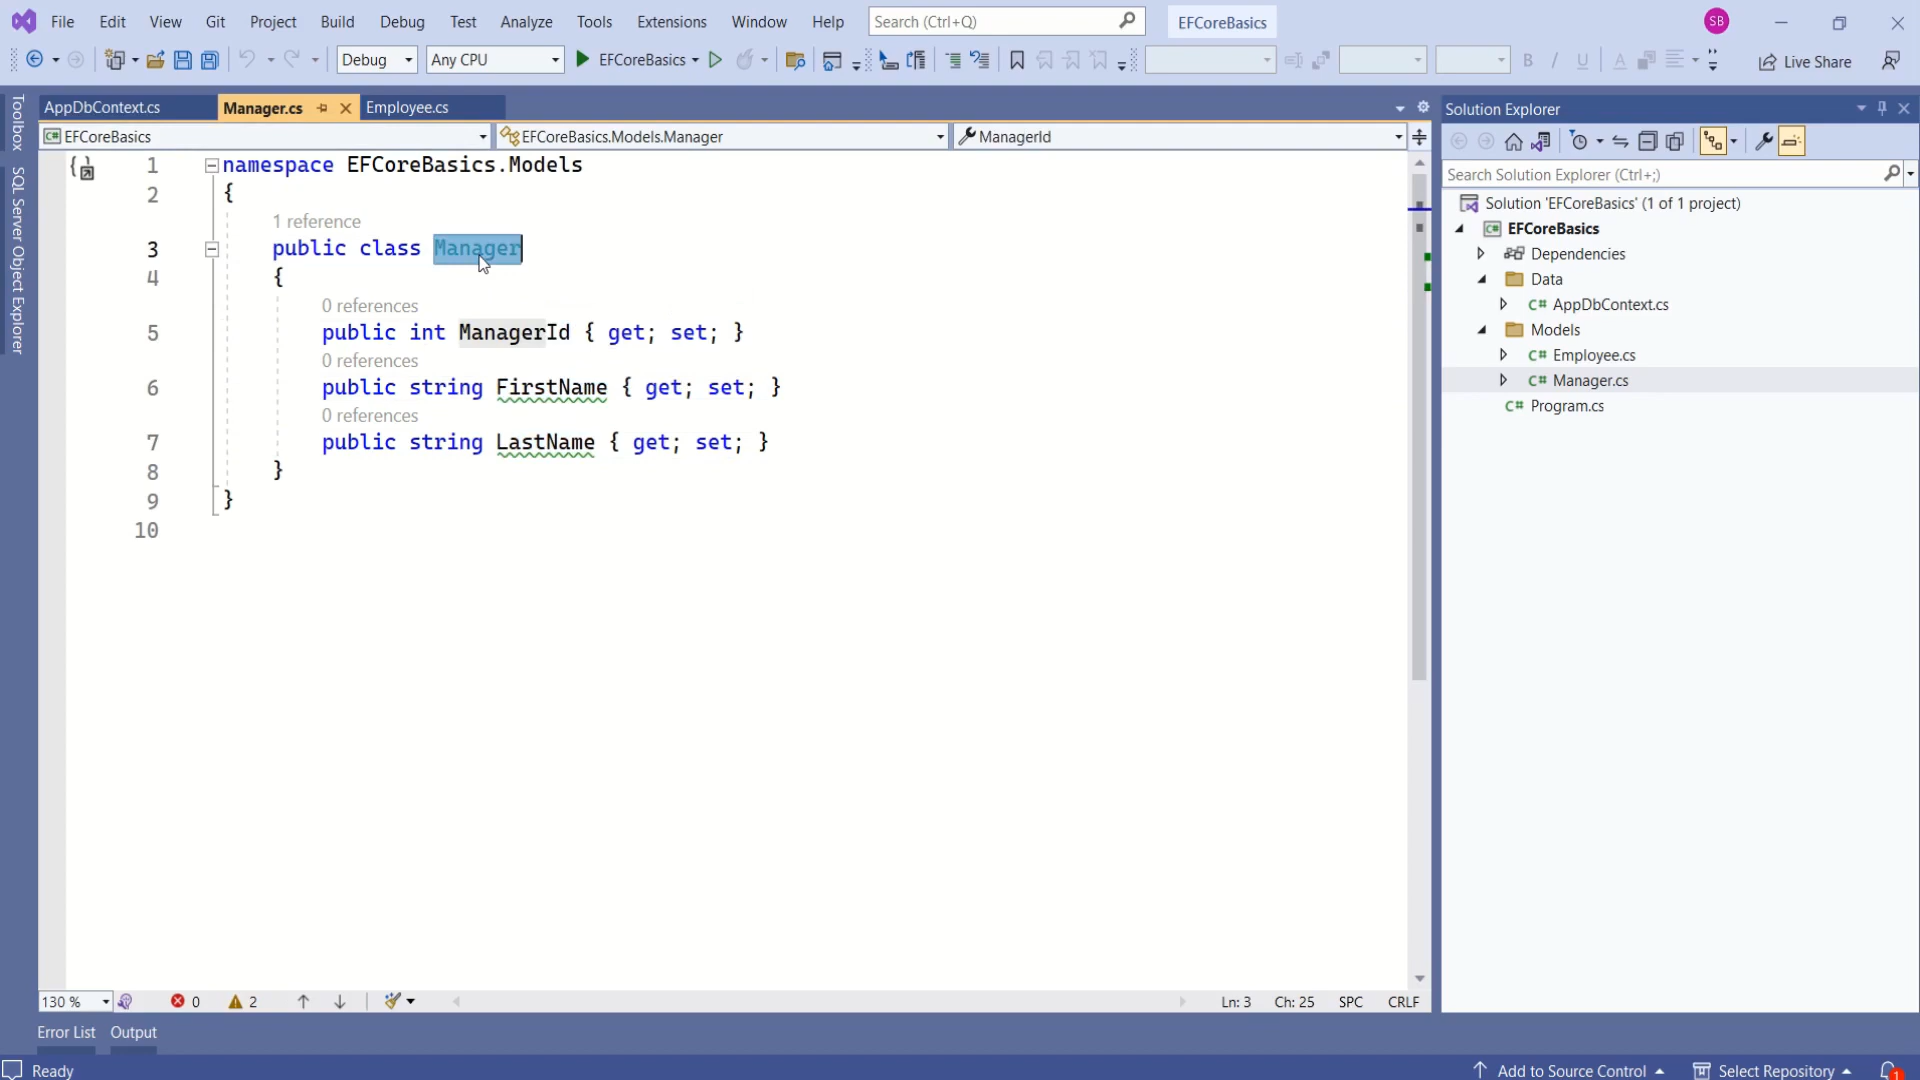 File Edit View Git Project Build Debug Test Analyze Tools Extensions Window Help Search (Ctrl+Q) EFCoreBasics SB
Debug Any CPU EFCoreBasics Live Share
AppDbContext.cs Manager.cs Employee.cs
EFCoreBasics EFCoreBasics.Models.Manager ManagerId
Toolbox
SQL Server Object Explorer
1 namespace EFCoreBasics.Models
2 {
1 reference
3 public class Manager
4 {
0 references
5 public int ManagerId { get; set; }
0 references
6 public string FirstName { get; set; }
0 references
7 public string LastName { get; set; }
8 }
9 }
10
130 % 0 2 Ln: 3 Ch: 25 SPC CRLF
Solution Explorer
Search Solution Explorer (Ctrl+;)
Solution 'EFCoreBasics' (1 of 1 project)
EFCoreBasics
Dependencies
Data
C# AppDbContext.cs
Models
C# Employee.cs
C# Manager.cs
C# Program.cs
Error List Output
Ready Add to Source Control Select Repository 1